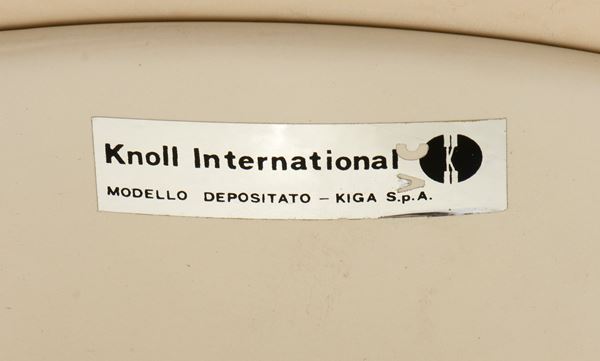 Knoll International K
MODELLO DEPOSITATO – KIGA S.p.A.